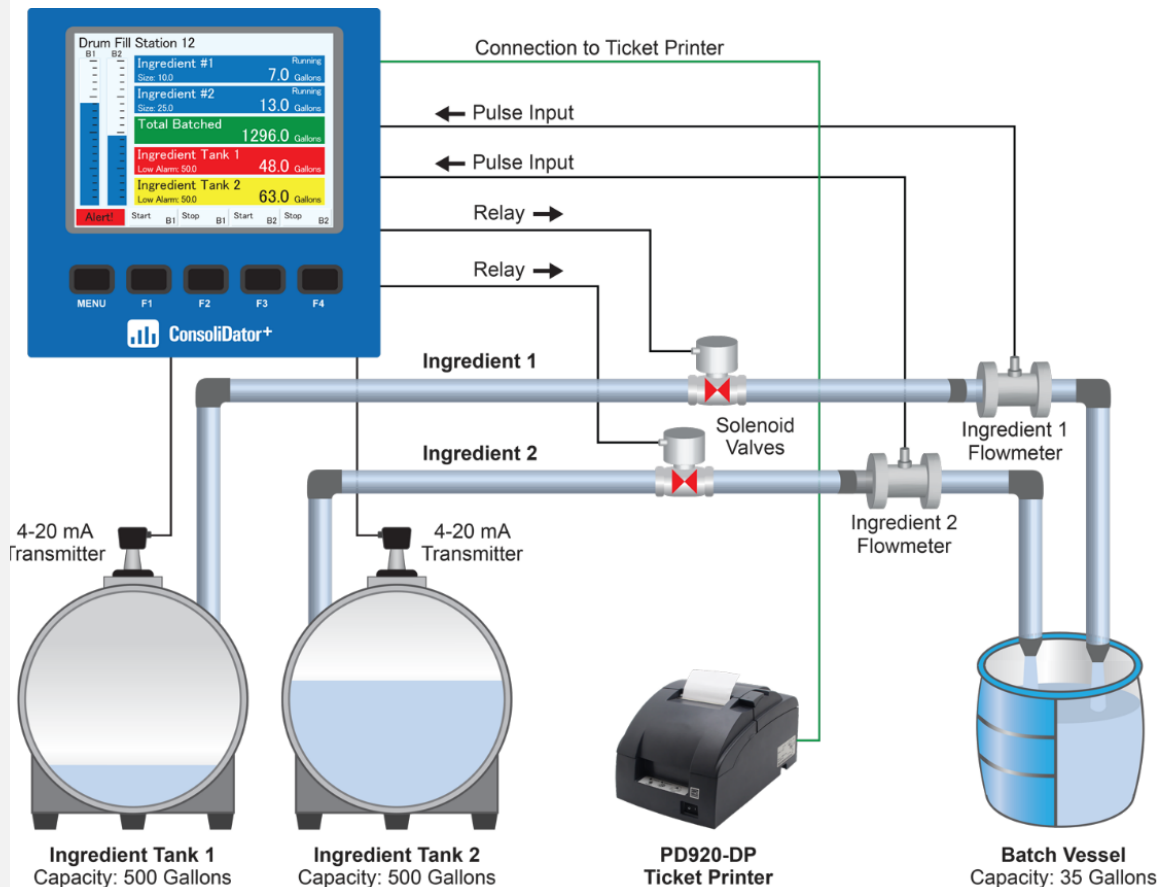 Drum Fill Station 12
B1 B2
Ingredient #1
Running
Size: 10.0
7.0 Gallons
Ingredient #2
Running
Size: 25.0
13.0 Gallons
Total Batched
1296.0 Gallons
Ingredient Tank 1
Low Alarm: 50.0
48.0 Gallons
Ingredient Tank 2
Low Alarm: 50.0
63.0 Gallons
Alert! Start B1 Stop B1 Start B2 Stop B2
MENU F1 F2 F3 F4
ConsoliDator+
Connection to Ticket Printer
Pulse Input
Pulse Input
Relay
Relay
Ingredient 1
Solenoid
Valves
Ingredient 1
Flowmeter
Ingredient 2
Ingredient 2
Flowmeter
4-20 mA
Transmitter
4-20 mA
Transmitter
Ingredient Tank 1
Capacity: 500 Gallons
Ingredient Tank 2
Capacity: 500 Gallons
PD920-DP
Ticket Printer
Batch Vessel
Capacity: 35 Gallons